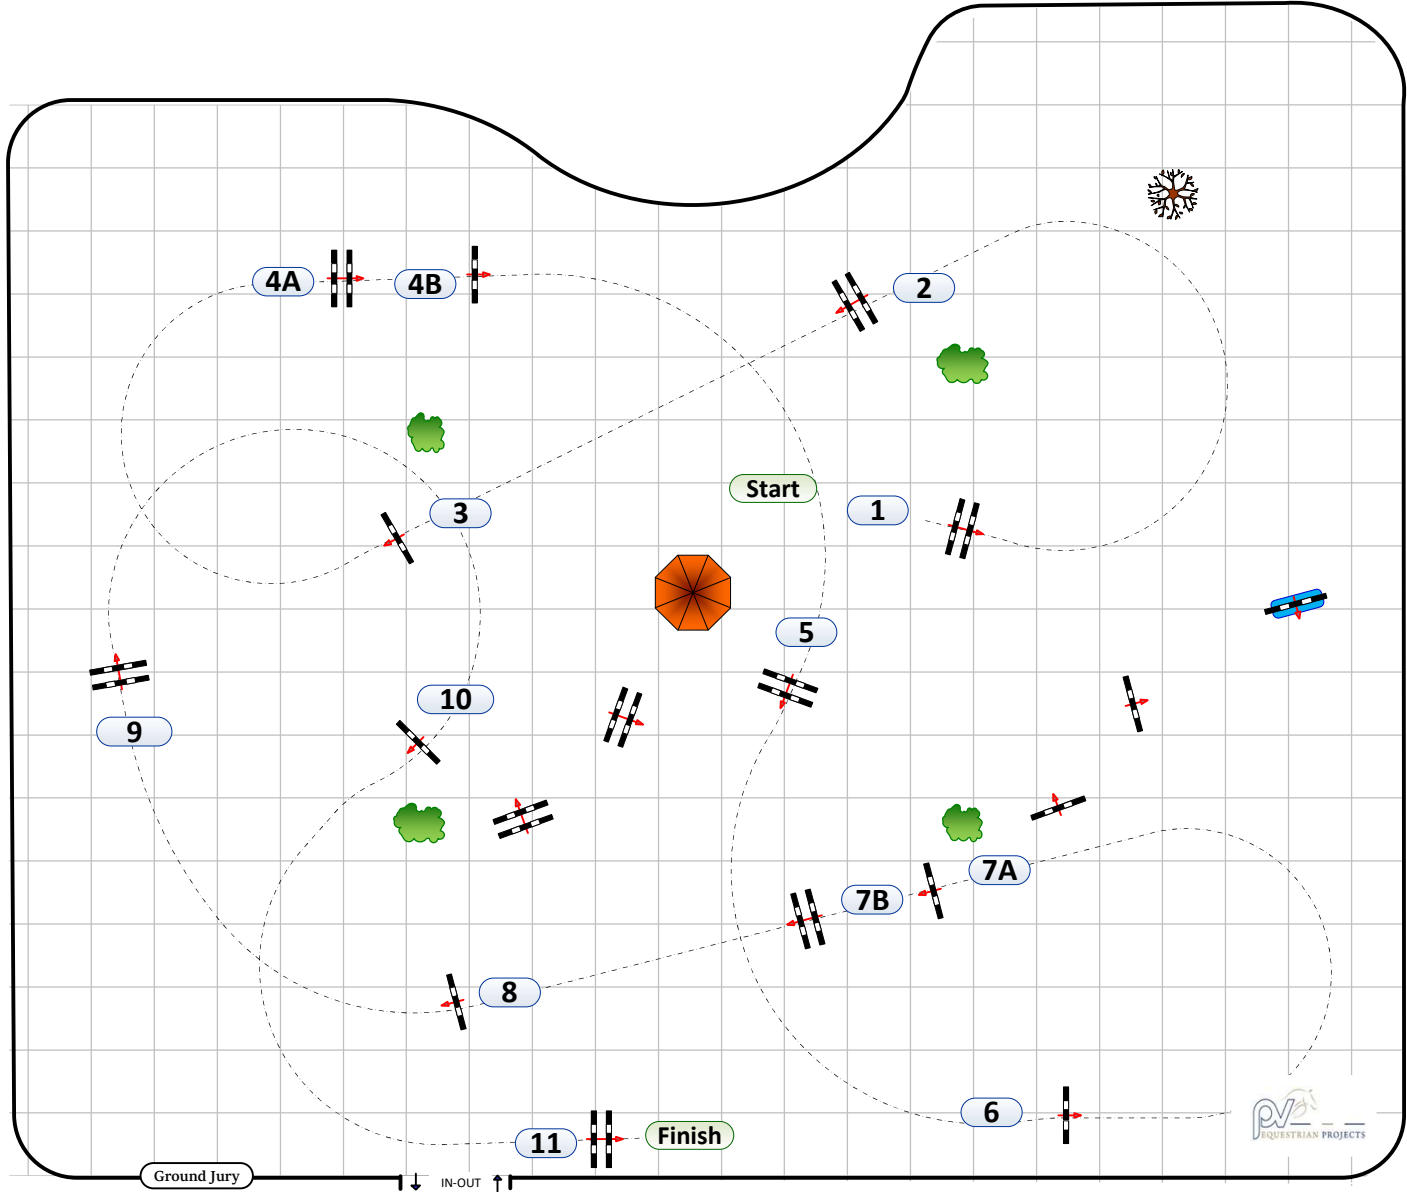 4A
4B
2
Start
1
3
5
10
9
7A
7B
8
6
11
Finish
PV
EQUESTRIAN PROJECTS
Ground Jury
IN-OUT